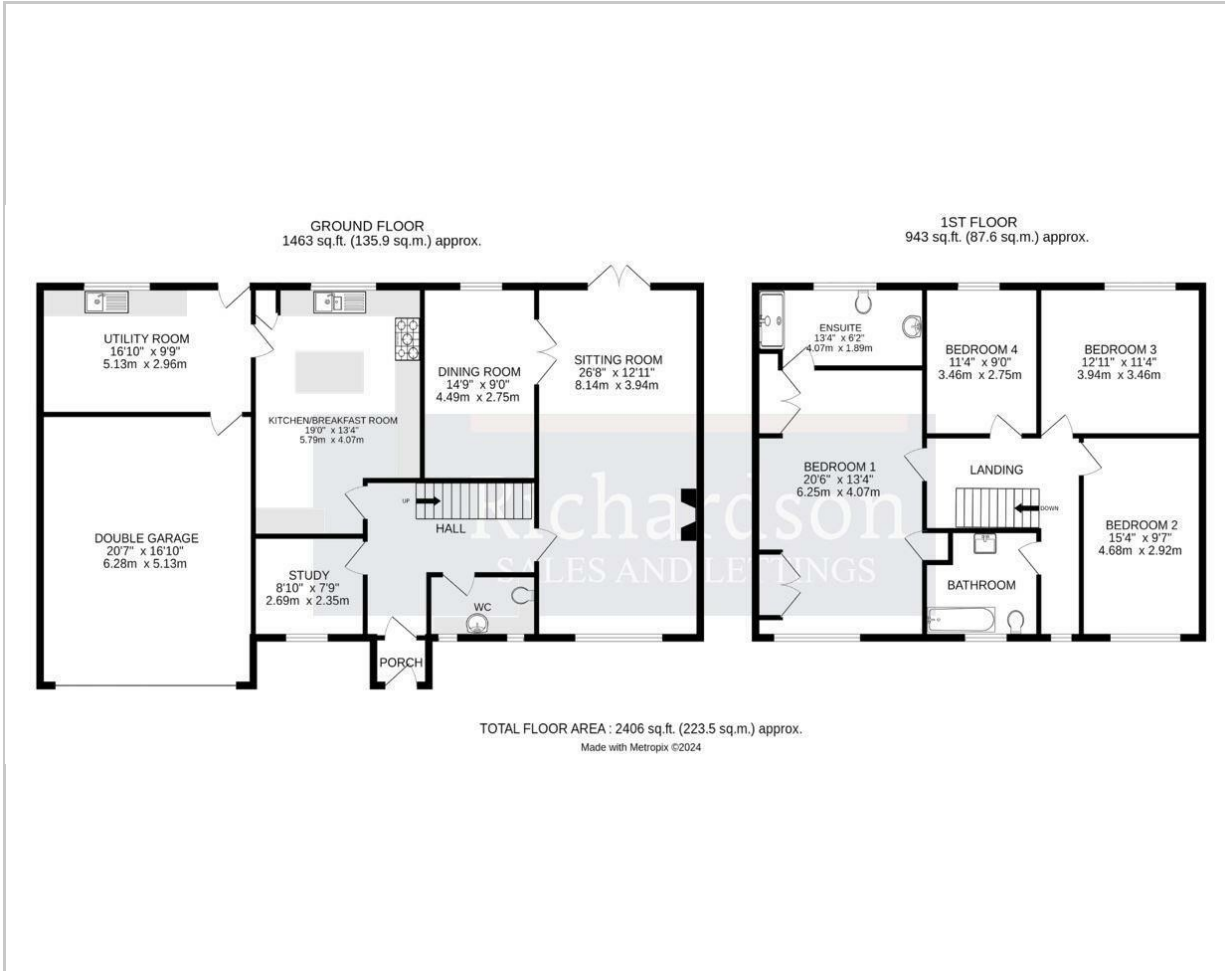 GROUND FLOOR
1463 sq.ft. (135.9 sq.m.) approx.
UTILITY ROOM
16'10" x 9'9"
5.13m x 2.96m
KITCHEN/BREAKFAST ROOM
19'0" x 13'4"
5.79m x 4.07m
DINING ROOM
14'9" x 9'0"
4.49m x 2.75m
SITTING ROOM
26'8" x 12'11"
8.14m x 3.94m
DOUBLE GARAGE
20'7" x 16'10"
6.28m x 5.13m
STUDY
8'10" x 7'9"
2.69m x 2.35m
UP
HALL
WC
PORCH
1ST FLOOR
943 sq.ft. (87.6 sq.m.) approx.
ENSUITE
13'4" x 6'2"
4.07m x 1.89m
BEDROOM 4
11'4" x 9'0"
3.46m x 2.75m
BEDROOM 3
12'11" x 11'4"
3.94m x 3.46m
BEDROOM 1
20'6" x 13'4"
6.25m x 4.07m
LANDING
DOWN
BEDROOM 2
15'4" x 9'7"
4.68m x 2.92m
BATHROOM
Richardson
SALES AND LETTINGS
TOTAL FLOOR AREA : 2406 sq.ft. (223.5 sq.m.) approx.
Made with Metropix ©2024